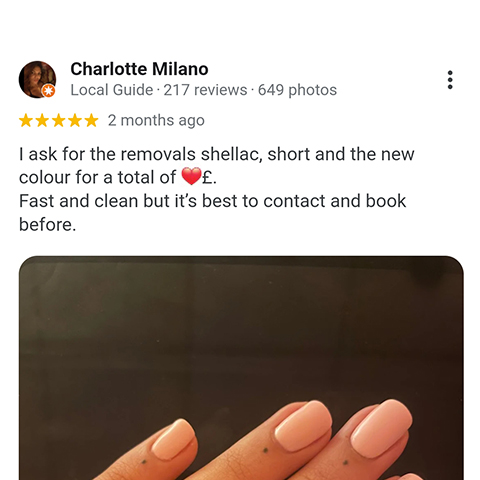 Charlotte Milano
Local Guide · 217 reviews · 649 photos
2 months ago
I ask for the removals shellac, short and the new
colour for a total of ❤️£.
Fast and clean but it’s best to contact and book
before.